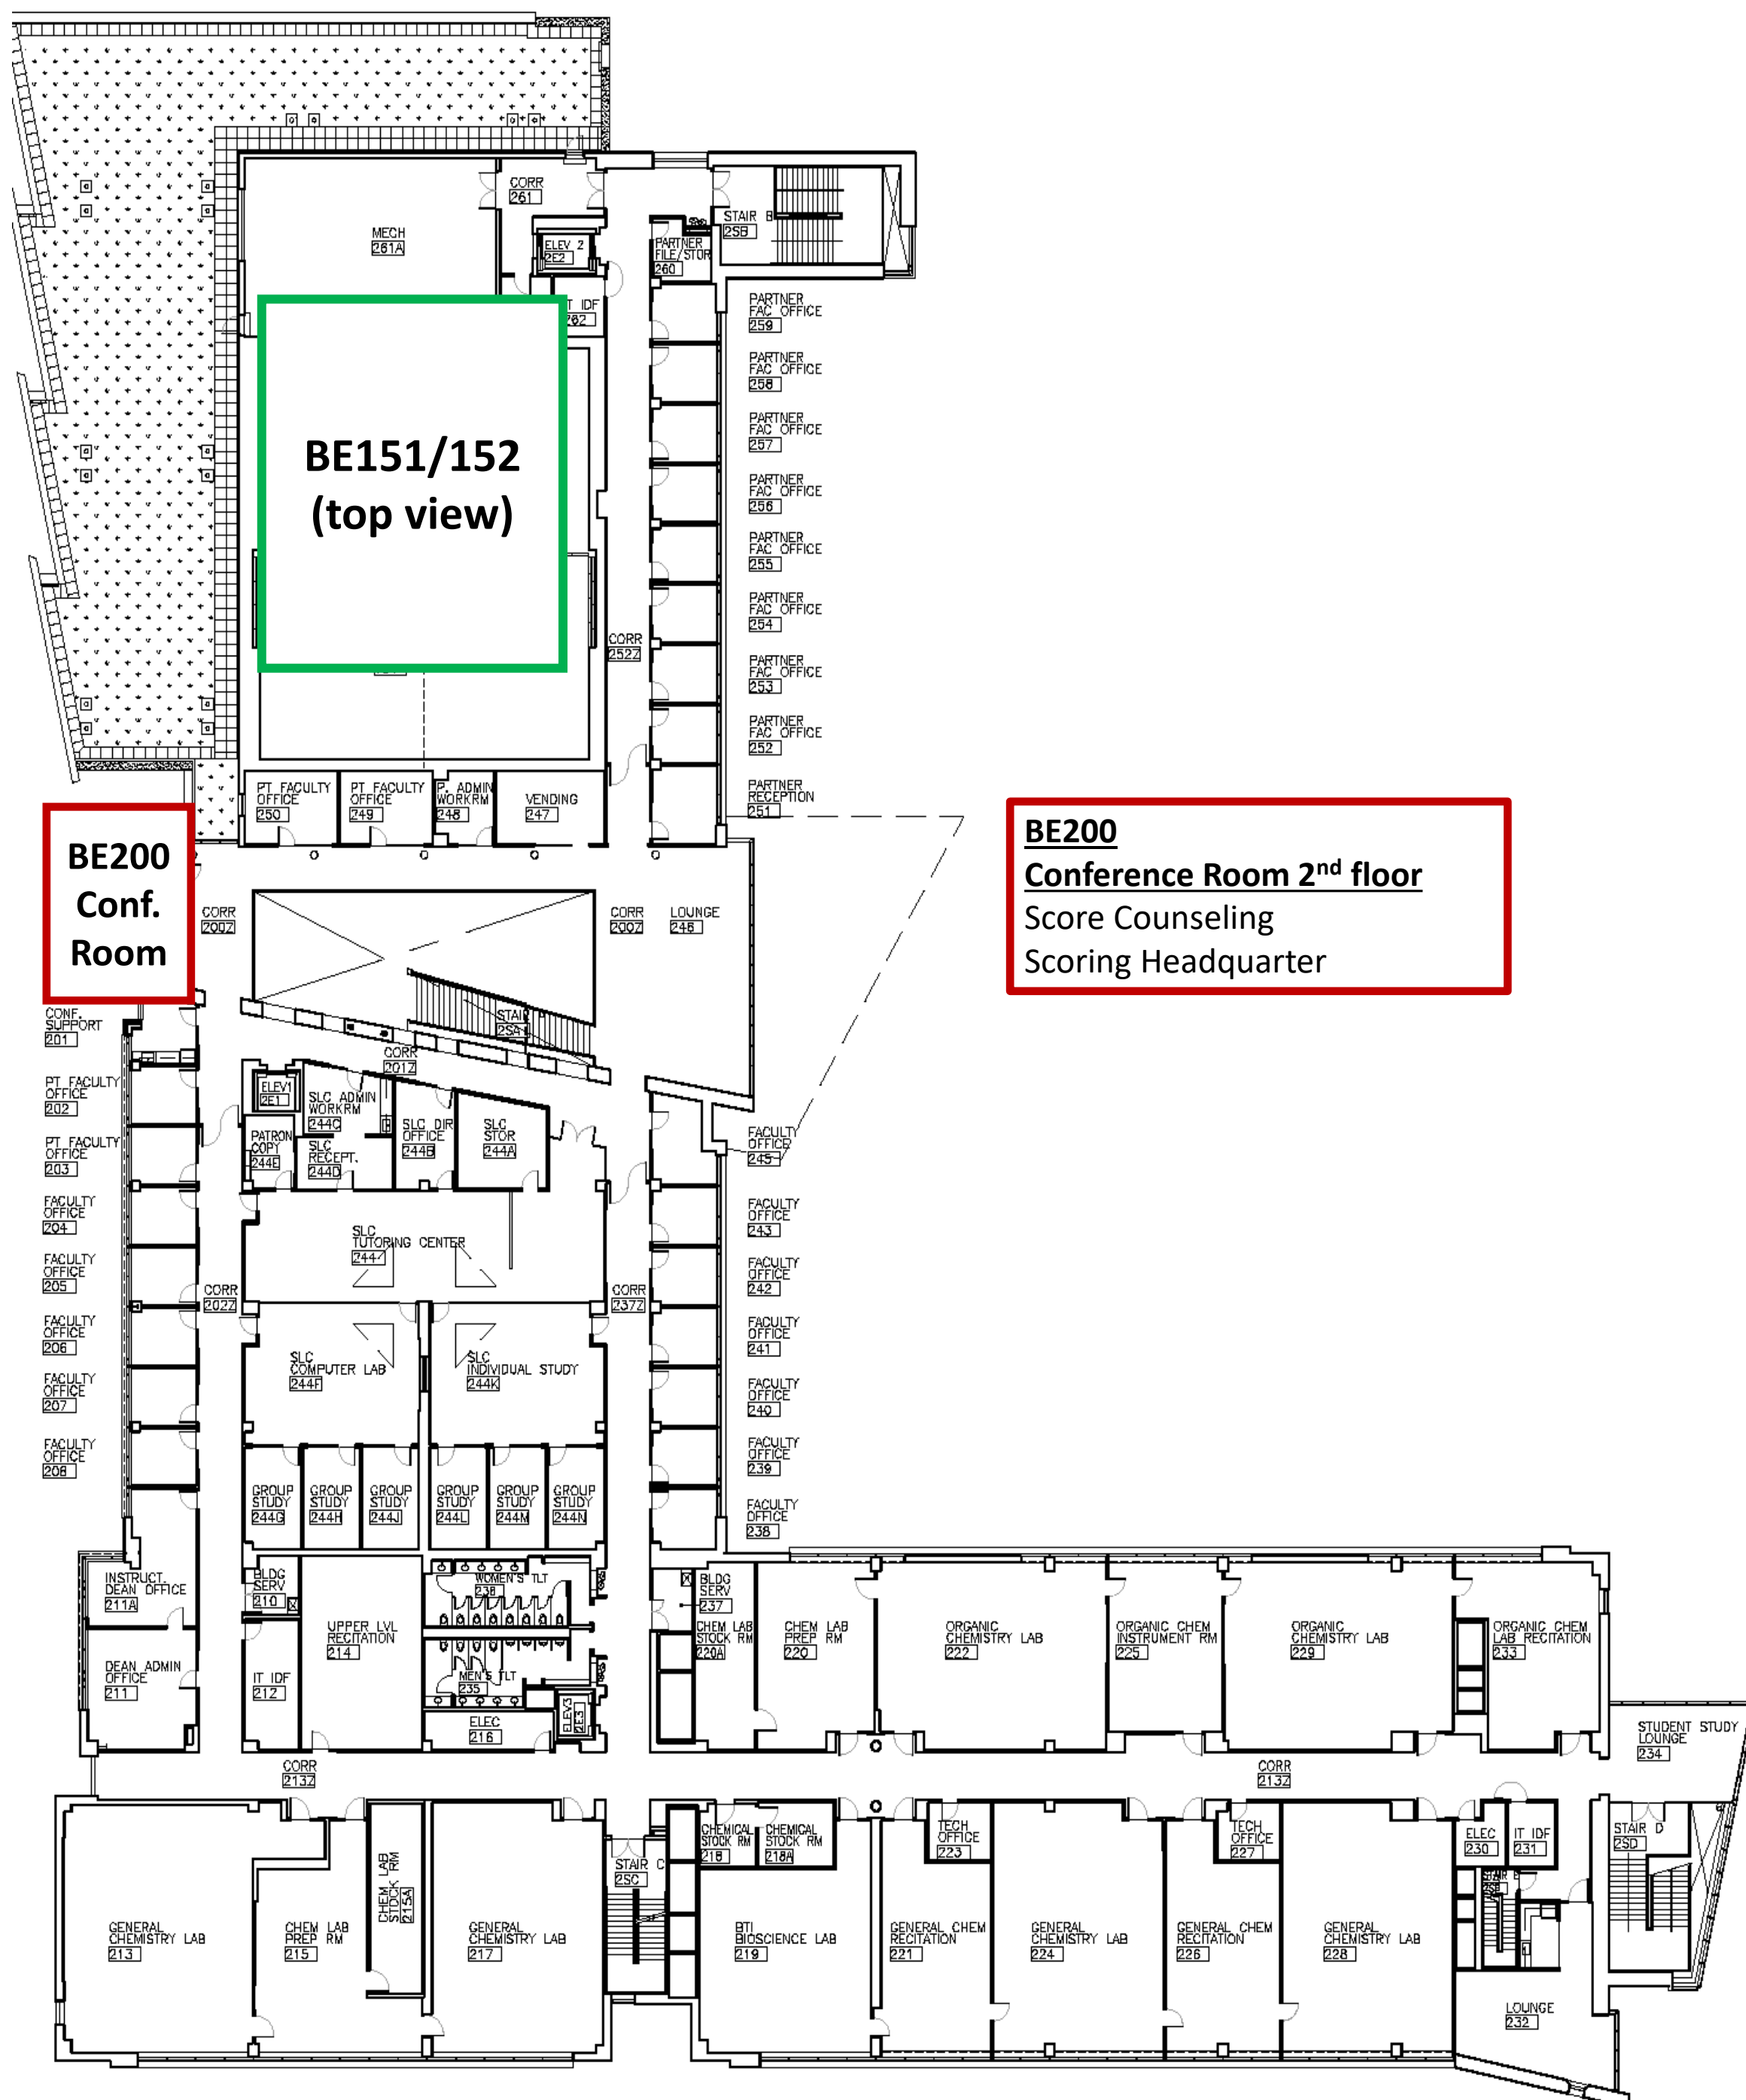 CORR
261
MECH
261A
ELEV 2
2E2
STAIR B
2SB
PARTNER
FILE/STOR
260
IDF
262
PARTNER
FAC OFFICE
259
PARTNER
FAC OFFICE
258
PARTNER
FAC OFFICE
257
PARTNER
FAC OFFICE
256
PARTNER
FAC OFFICE
255
PARTNER
FAC OFFICE
254
PARTNER
FAC OFFICE
253
PARTNER
FAC OFFICE
252
PARTNER
RECEPTION
251
BE151/152
(top view)
CORR
252Z
PT FACULTY
OFFICE
250
PT FACULTY
OFFICE
249
P. ADMIN
WORKRM
248
VENDING
247
BE200
Conf.
Room
BE200
Conference Room 2nd floor
Score Counseling
Scoring Headquarter
CORR
200Z
CORR
200Z
LOUNGE
246
STAIR
2SA
CORR
201Z
CONF.
SUPPORT
201
PT FACULTY
OFFICE
202
PT FACULTY
OFFICE
203
FACULTY
OFFICE
204
FACULTY
OFFICE
205
FACULTY
OFFICE
206
FACULTY
OFFICE
207
FACULTY
OFFICE
208
ELEV1
2E1
SLC ADMIN
WORKRM
244C
PATRON
COPY
244E
SLC
RECEPT.
244D
SLC DIR
OFFICE
244B
SLC
STOR
244A
SLC
TUTORING CENTER
244
CORR
202Z
CORR
237Z
SLC
COMPUTER LAB
244F
SLC
INDIVIDUAL STUDY
244K
GROUP
STUDY
244G
GROUP
STUDY
244H
GROUP
STUDY
244J
GROUP
STUDY
244L
GROUP
STUDY
244M
GROUP
STUDY
244N
FACULTY
OFFICE
245
FACULTY
OFFICE
243
FACULTY
OFFICE
242
FACULTY
OFFICE
241
FACULTY
OFFICE
240
FACULTY
OFFICE
239
FACULTY
OFFICE
238
INSTRUCT.
DEAN OFFICE
211A
DEAN ADMIN
OFFICE
211
BLDG
SERV
210
IT IDF
212
UPPER LVL
RECITATION
214
WOMEN'S TLT
236
MEN'S TLT
235
ELEC
216
ELEV3
2E3
BLDG
SERV
237
CHEM LAB
STOCK RM
220A
CHEM LAB
PREP RM
220
ORGANIC
CHEMISTRY LAB
222
ORGANIC CHEM
INSTRUMENT RM
225
ORGANIC
CHEMISTRY LAB
229
ORGANIC CHEM
LAB RECITATION
233
STUDENT STUDY
LOUNGE
234
CORR
213Z
CORR
213Z
GENERAL
CHEMISTRY LAB
213
CHEM LAB
PREP RM
215
CHEM LAB
STOCK RM
215A
GENERAL
CHEMISTRY LAB
217
STAIR C
2SC
CHEMICAL
STOCK RM
218
CHEMICAL
STOCK RM
218A
BTI
BIOSCIENCE LAB
219
TECH
OFFICE
223
GENERAL CHEM
RECITATION
221
GENERAL
CHEMISTRY LAB
224
TECH
OFFICE
227
GENERAL CHEM
RECITATION
226
GENERAL
CHEMISTRY LAB
228
ELEC
230
IT IDF
231
STAIR D
2SD
LOUNGE
232